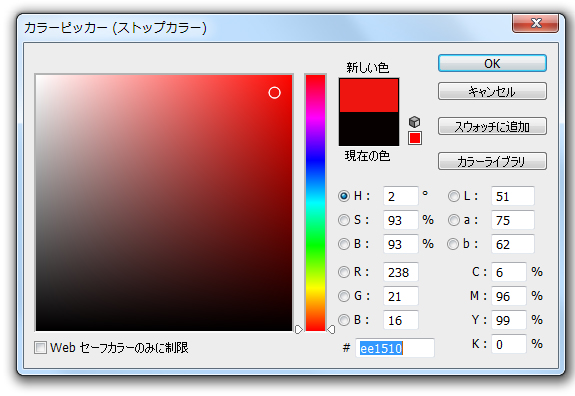 カラーピッカー (ストップカラー)
新しい色
現在の色
OK
キャンセル
スウォッチに追加
カラーライブラリ
H : 2 °
S : 93 %
B : 93 %
R : 238
G : 21
B : 16
# ee1510
L : 51
a : 75
b : 62
C : 6 %
M : 96 %
Y : 99 %
K : 0 %
Web セーフカラーのみに制限